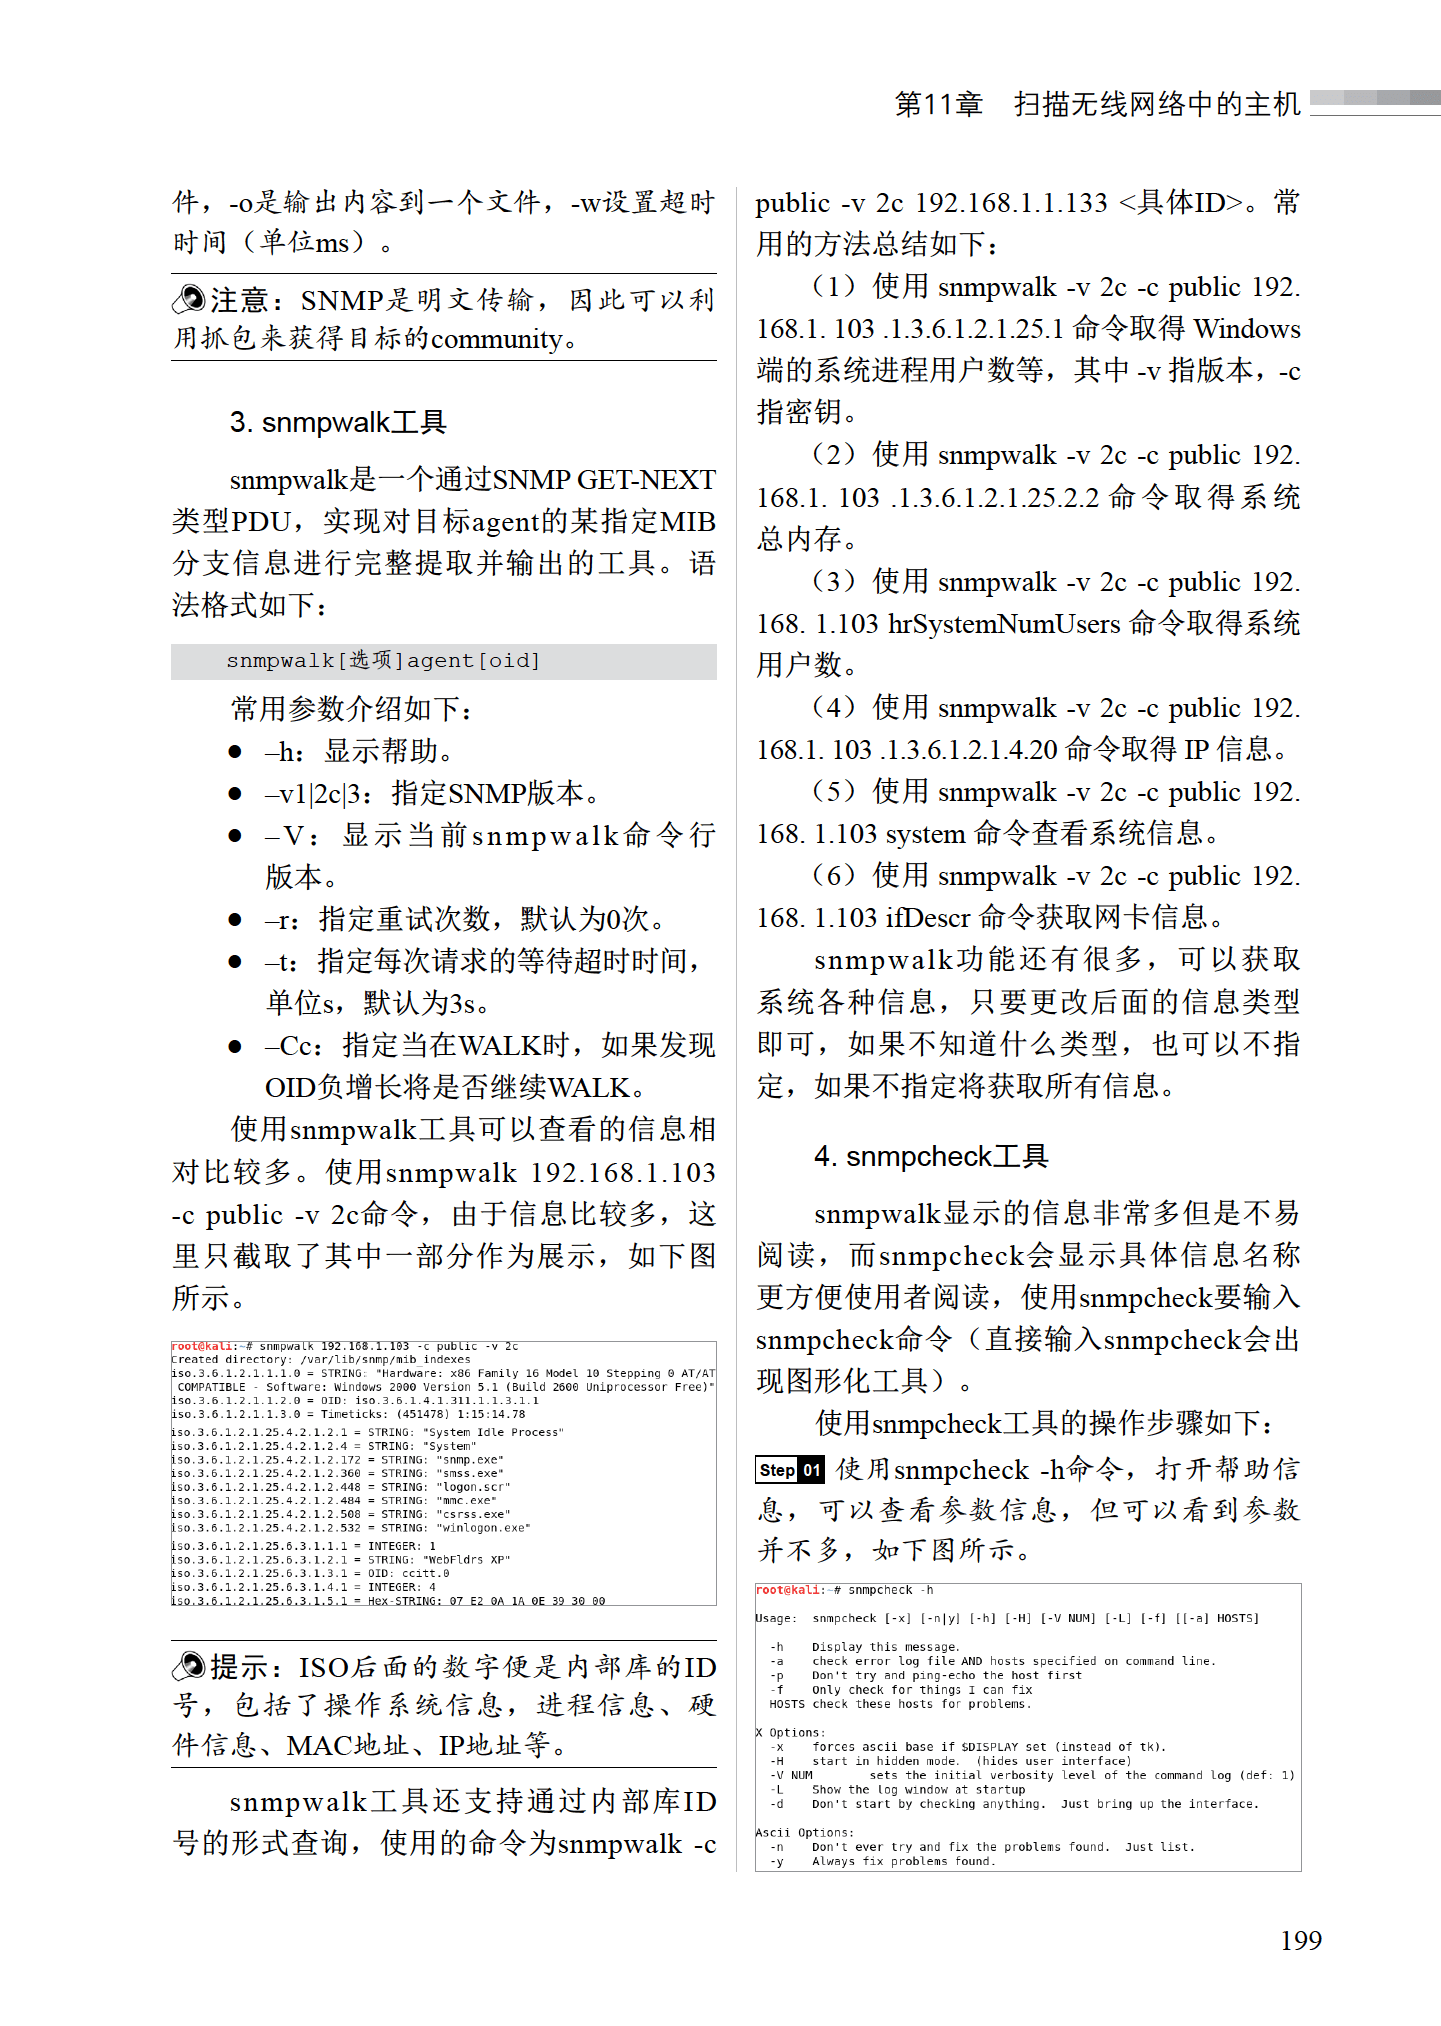 第11章　扫描无线网络中的主机
件，-o是输出内容到一个文件，-w设置超时
时间（单位ms）。
注意：SNMP是明文传输，因此可以利
用抓包来获得目标的community。
3. snmpwalk工具
snmpwalk是一个通过SNMP GET-NEXT
类型PDU，实现对目标agent的某指定MIB
分支信息进行完整提取并输出的工具。语
法格式如下：
snmpwalk[选项]agent[oid]
常用参数介绍如下：
● –h：显示帮助。
● –v1|2c|3：指定SNMP版本。
● –V：显示当前snmpwalk命令行
版本。
● –r：指定重试次数，默认为0次。
● –t：指定每次请求的等待超时时间，
单位s，默认为3s。
● –Cc：指定当在WALK时，如果发现
OID负增长将是否继续WALK。
使用snmpwalk工具可以查看的信息相
对比较多。使用snmpwalk 192.168.1.103
-c public -v 2c命令，由于信息比较多，这
里只截取了其中一部分作为展示，如下图
所示。
root@kali:~# snmpwalk 192.168.1.103 -c public -v 2c
Created directory: /var/lib/snmp/mib_indexes
iso.3.6.1.2.1.1.1.0 = STRING: "Hardware: x86 Family 16 Model 10 Stepping 0 AT/AT
COMPATIBLE - Software: Windows 2000 Version 5.1 (Build 2600 Uniprocessor Free)"
iso.3.6.1.2.1.1.2.0 = OID: iso.3.6.1.4.1.311.1.1.3.1.1
iso.3.6.1.2.1.1.3.0 = Timeticks: (451478) 1:15:14.78
iso.3.6.1.2.1.25.4.2.1.2.1 = STRING: "System Idle Process"
iso.3.6.1.2.1.25.4.2.1.2.4 = STRING: "System"
iso.3.6.1.2.1.25.4.2.1.2.172 = STRING: "snmp.exe"
iso.3.6.1.2.1.25.4.2.1.2.360 = STRING: "smss.exe"
iso.3.6.1.2.1.25.4.2.1.2.448 = STRING: "logon.scr"
iso.3.6.1.2.1.25.4.2.1.2.484 = STRING: "mmc.exe"
iso.3.6.1.2.1.25.4.2.1.2.508 = STRING: "csrss.exe"
iso.3.6.1.2.1.25.4.2.1.2.532 = STRING: "winlogon.exe"
iso.3.6.1.2.1.25.6.3.1.1.1 = INTEGER: 1
iso.3.6.1.2.1.25.6.3.1.2.1 = STRING: "WebFldrs XP"
iso.3.6.1.2.1.25.6.3.1.3.1 = OID: ccitt.0
iso.3.6.1.2.1.25.6.3.1.4.1 = INTEGER: 4
iso.3.6.1.2.1.25.6.3.1.5.1 = Hex-STRING: 07 E2 0A 1A 0E 39 30 00
提示：ISO后面的数字便是内部库的ID
号，包括了操作系统信息，进程信息、硬
件信息、MAC地址、IP地址等。
snmpwalk工具还支持通过内部库ID
号的形式查询，使用的命令为snmpwalk -c
public -v 2c 192.168.1.1.133 <具体ID>。常
用的方法总结如下：
（1）使用 snmpwalk -v 2c -c public 192.
168.1. 103 .1.3.6.1.2.1.25.1 命令取得 Windows
端的系统进程用户数等，其中 -v 指版本，-c
指密钥。
（2）使用 snmpwalk -v 2c -c public 192.
168.1. 103 .1.3.6.1.2.1.25.2.2 命令取得系统
总内存。
（3）使用 snmpwalk -v 2c -c public 192.
168. 1.103 hrSystemNumUsers 命令取得系统
用户数。
（4）使用 snmpwalk -v 2c -c public 192.
168.1. 103 .1.3.6.1.2.1.4.20 命令取得 IP 信息。
（5）使用 snmpwalk -v 2c -c public 192.
168. 1.103 system 命令查看系统信息。
（6）使用 snmpwalk -v 2c -c public 192.
168. 1.103 ifDescr 命令获取网卡信息。
snmpwalk功能还有很多，可以获取
系统各种信息，只要更改后面的信息类型
即可，如果不知道什么类型，也可以不指
定，如果不指定将获取所有信息。
4. snmpcheck工具
snmpwalk显示的信息非常多但是不易
阅读，而snmpcheck会显示具体信息名称
更方便使用者阅读，使用snmpcheck要输入
snmpcheck命令（直接输入snmpcheck会出
现图形化工具）。
使用snmpcheck工具的操作步骤如下：
Step 01 使用snmpcheck -h命令，打开帮助信
息，可以查看参数信息，但可以看到参数
并不多，如下图所示。
root@kali:~# snmpcheck -h
Usage:  snmpcheck [-x] [-n|y] [-h] [-H] [-V NUM] [-L] [-f] [[-a] HOSTS]
-h    Display this message.
-a    check error log file AND hosts specified on command line.
-p    Don't try and ping-echo the host first
-f    Only check for things I can fix
HOSTS check these hosts for problems.
X Options:
-x    forces ascii base if $DISPLAY set (instead of tk).
-H    start in hidden mode.  (hides user interface)
-V NUM        sets the initial verbosity level of the command log (def: 1)
-L    Show the log window at startup
-d    Don't start by checking anything.  Just bring up the interface.
Ascii Options:
-n    Don't ever try and fix the problems found.  Just list.
-y    Always fix problems found.
199